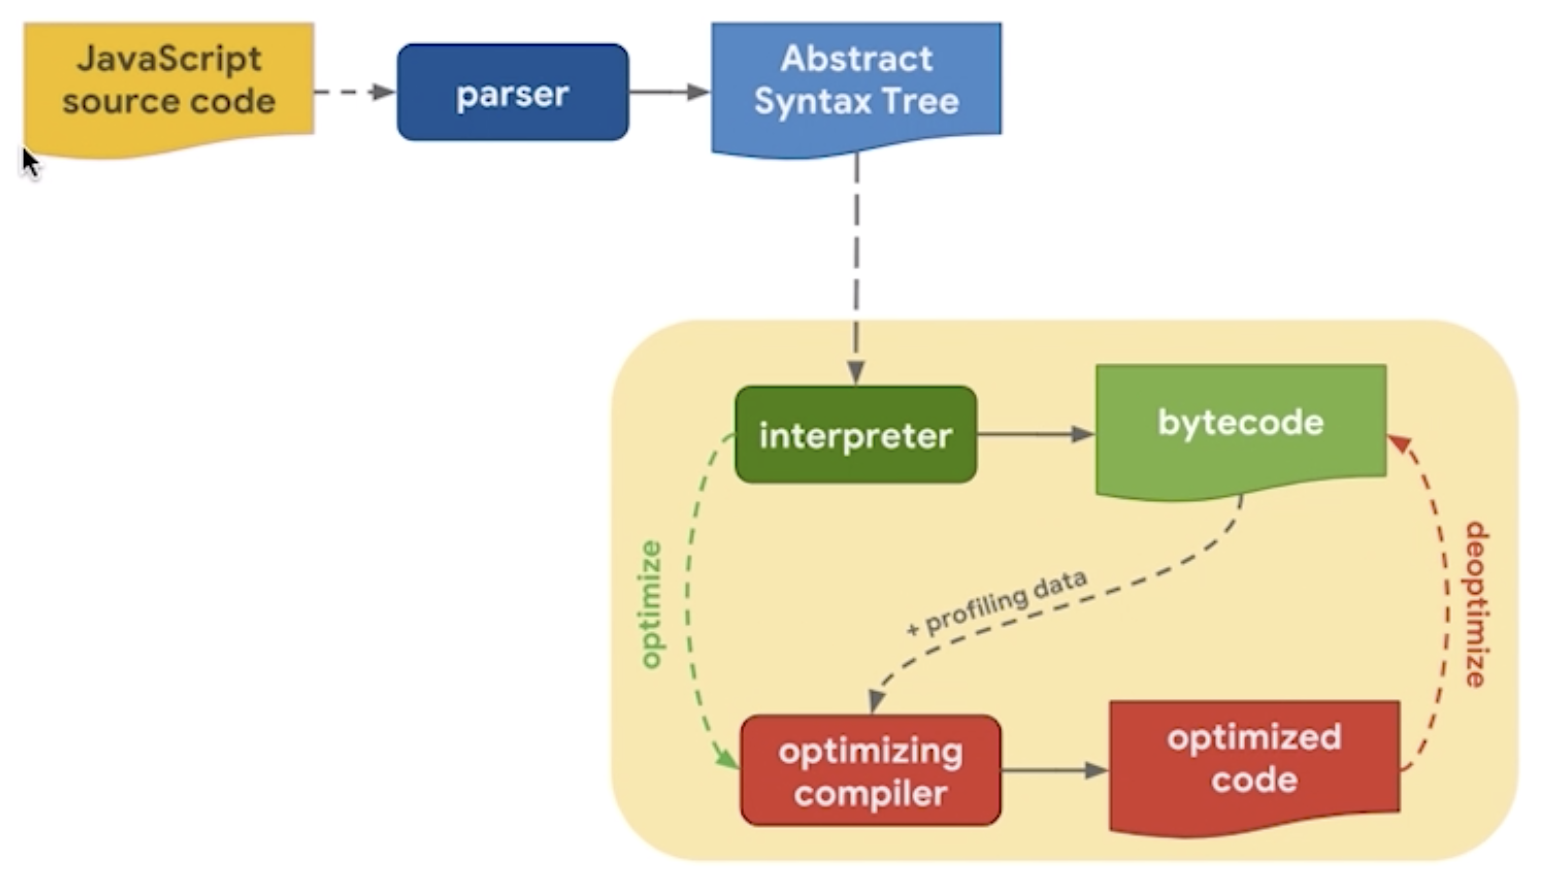 JavaScript
source code
parser
Abstract
Syntax Tree
interpreter
bytecode
optimize
+ profiling data
deoptimize
optimizing
compiler
optimized
code